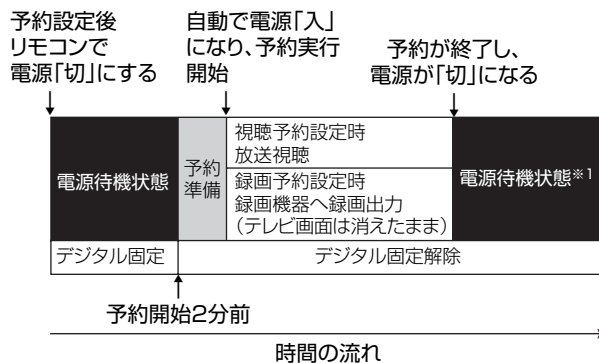 予約設定後
リモコンで
電源「切」にする
自動で電源「入」
になり、予約実行
開始
予約が終了し、
電源が「切」になる
電源待機状態
予約
準備
視聴予約設定時
放送視聴
録画予約設定時
録画機器へ録画出力
(テレビ画面は消えたまま)
電源待機状態※1
デジタル固定
デジタル固定解除
予約開始2分前
時間の流れ